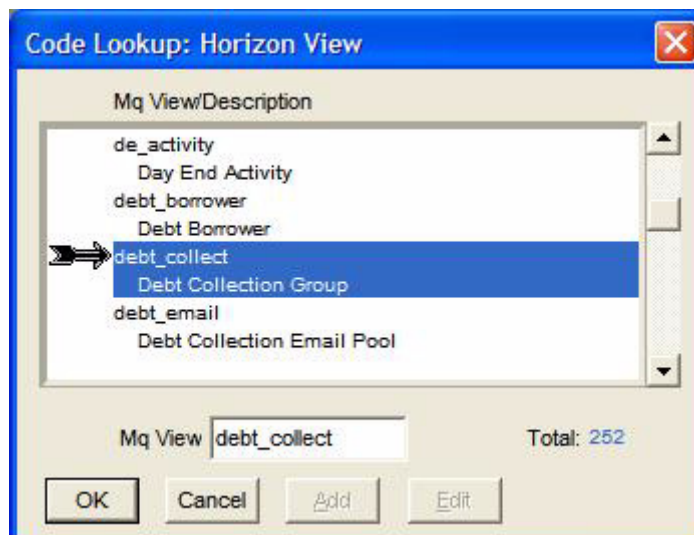 Code Lookup: Horizon View
Mq View/Description
de_activity
Day End Activity
debt_borrower
Debt Borrower
debt_collect
Debt Collection Group
debt_email
Debt Collection Email Pool
Mq View debt_collect Total: 252
OK Cancel Add Edit